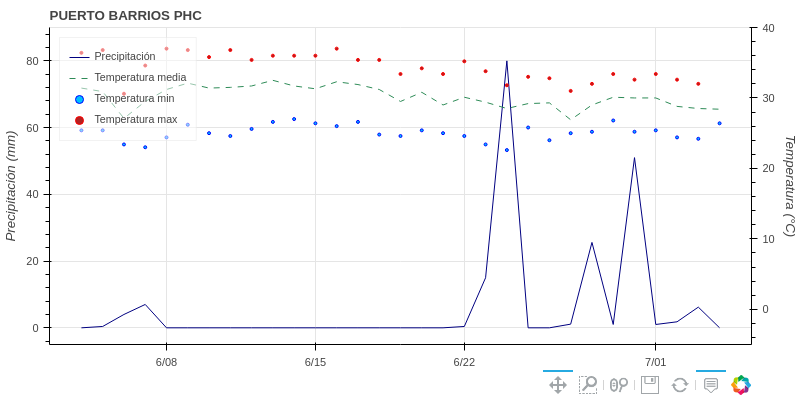 PUERTO BARRIOS PHC
Precipitación
Temperatura media
Temperatura min
Temperatura max
Precipitación (mm)
80
60
40
20
0
Temperatura (°C)
40
30
20
10
0
6/08
6/15
6/22
7/01